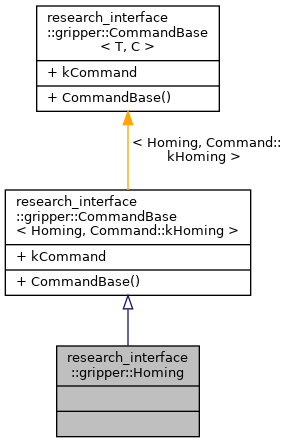 research_interface
::gripper::CommandBase
< T, C >
+ kCommand
+ CommandBase()
< Homing, Command::
kHoming >
research_interface
::gripper::CommandBase
< Homing, Command::kHoming >
+ kCommand
+ CommandBase()
research_interface
::gripper::Homing